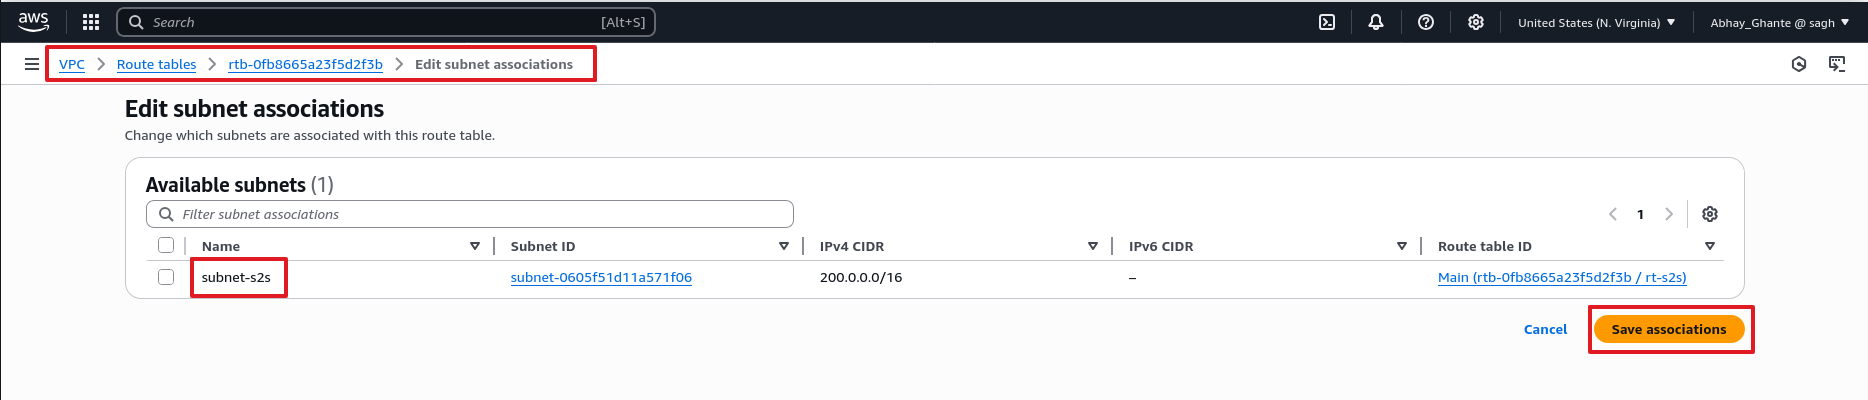 aws Search [Alt+S] United States (N. Virginia) Abhay_Ghante @ sagh
VPC Route tables rtb-0fb8665a23f5d2f3b Edit subnet associations
Edit subnet associations
Change which subnets are associated with this route table.
Available subnets (1)
Filter subnet associations 1
Name Subnet ID IPv4 CIDR IPv6 CIDR Route table ID
subnet-s2s subnet-0605f51d11a571f06 200.0.0.0/16 – Main (rtb-0fb8665a23f5d2f3b / rt-s2s)
Cancel Save associations